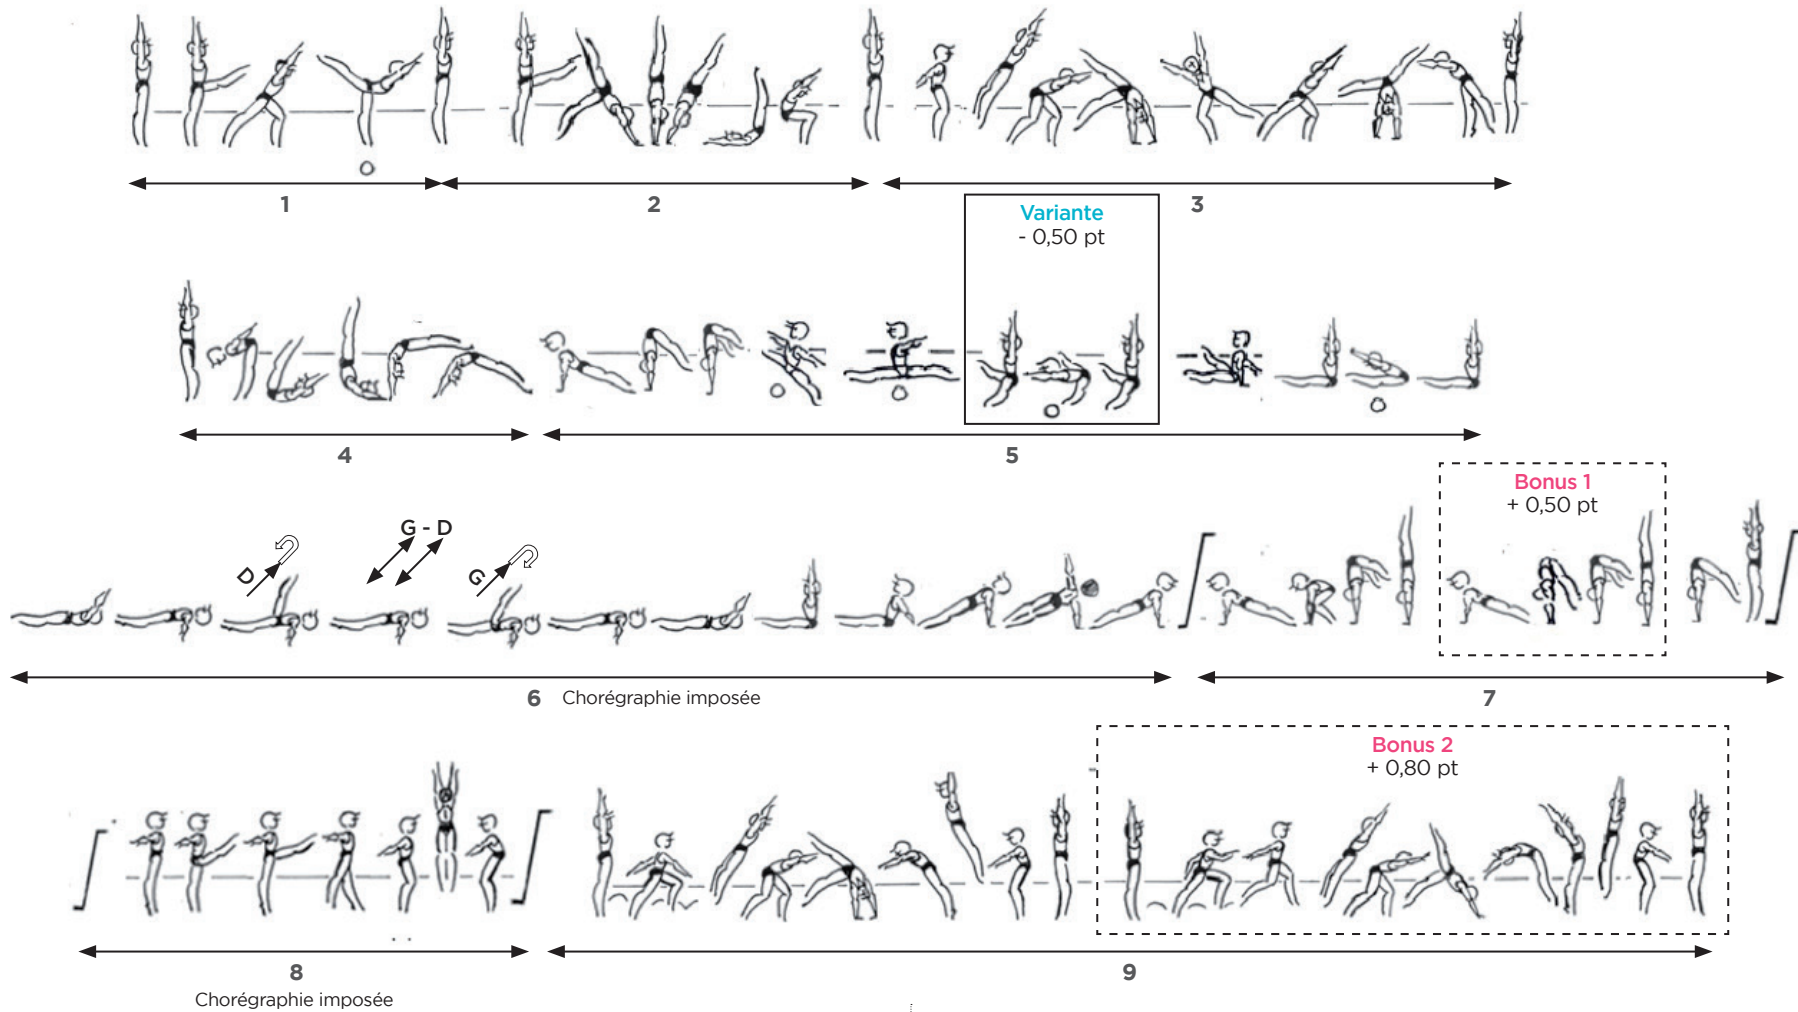 1
2
3
Variante
- 0,50 pt
4
5
Bonus 1
+ 0,50 pt
D
G - D
G
6 Chorégraphie imposée
7
Bonus 2
+ 0,80 pt
8
Chorégraphie imposée
9